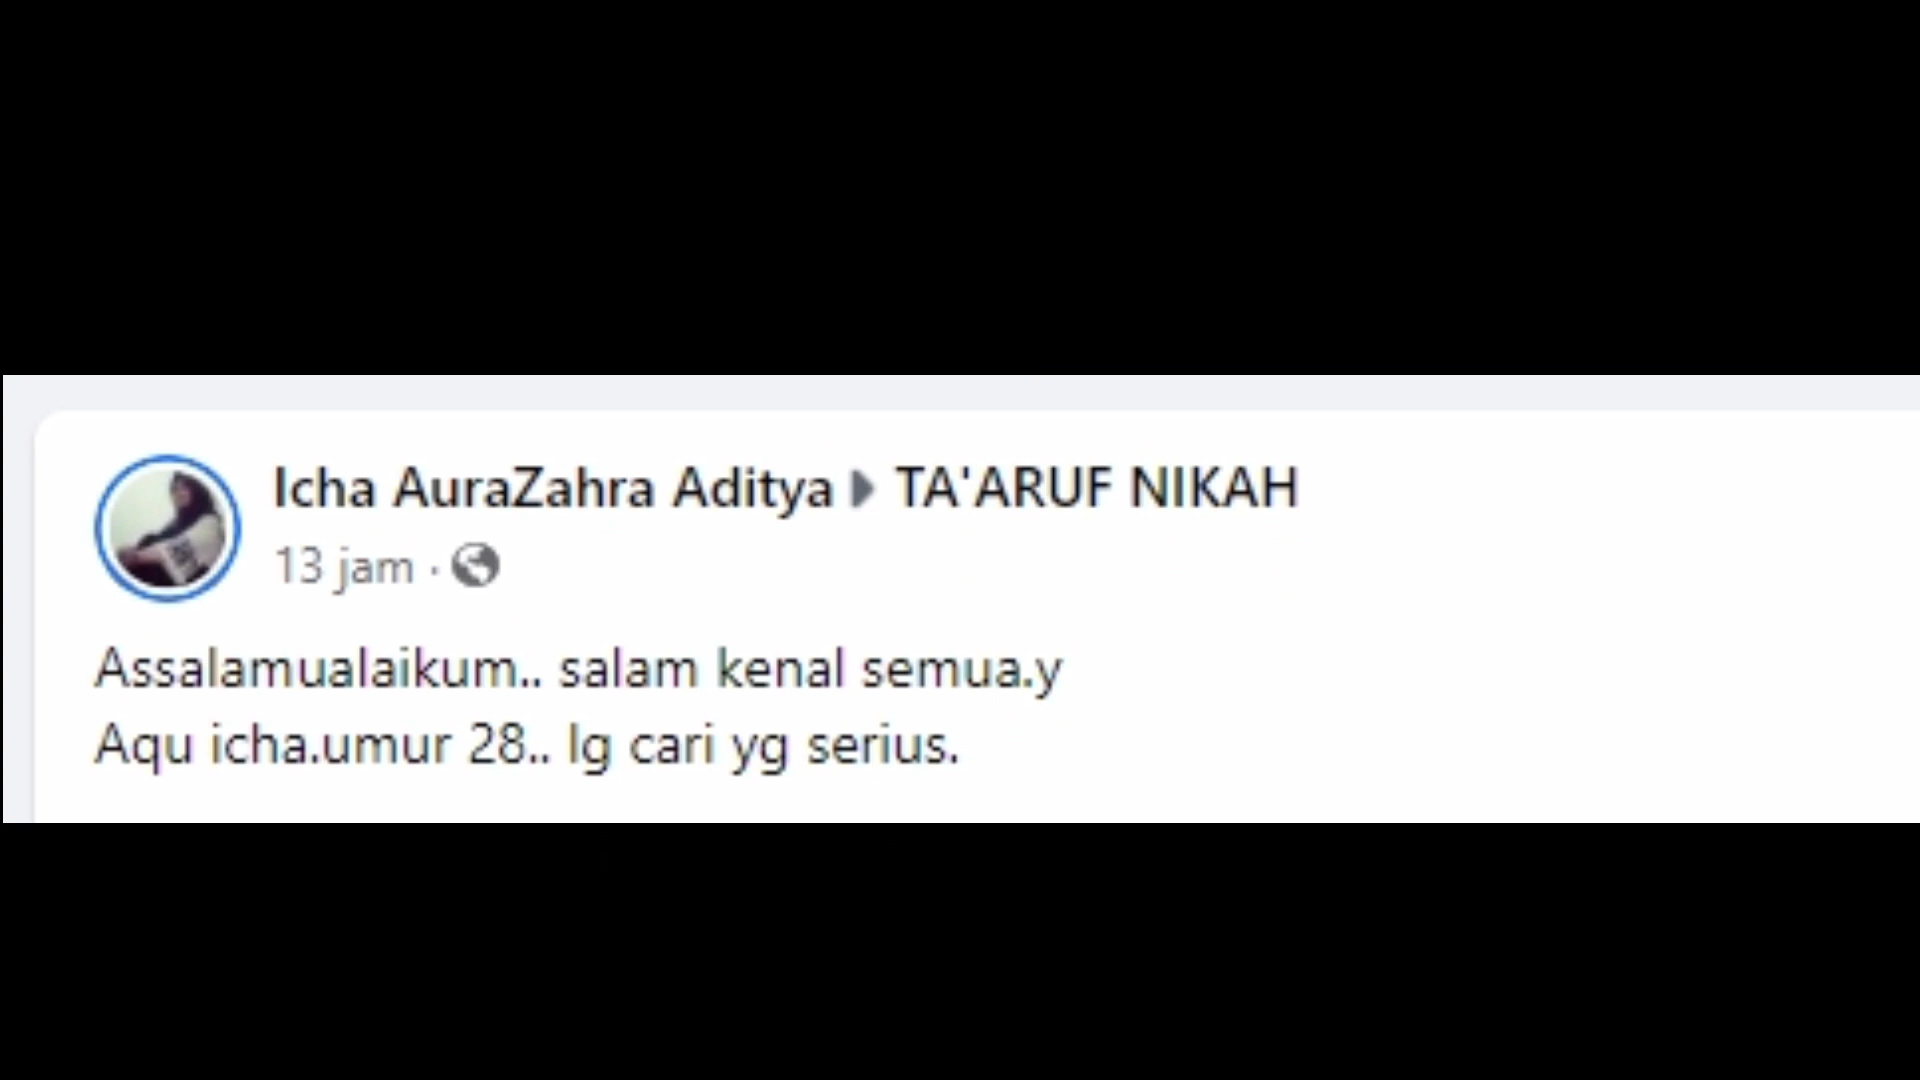 Icha AuraZahra Aditya TA'ARUF NIKAH
13 jam ·
Assalamualaikum.. salam kenal semua.y
Aqu icha.umur 28.. lg cari yg serius.